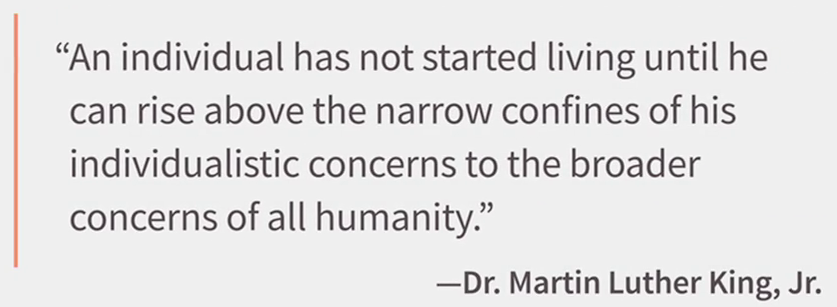 “An individual has not started living until he
can rise above the narrow confines of his
individualistic concerns to the broader
concerns of all humanity.”
—Dr. Martin Luther King, Jr.